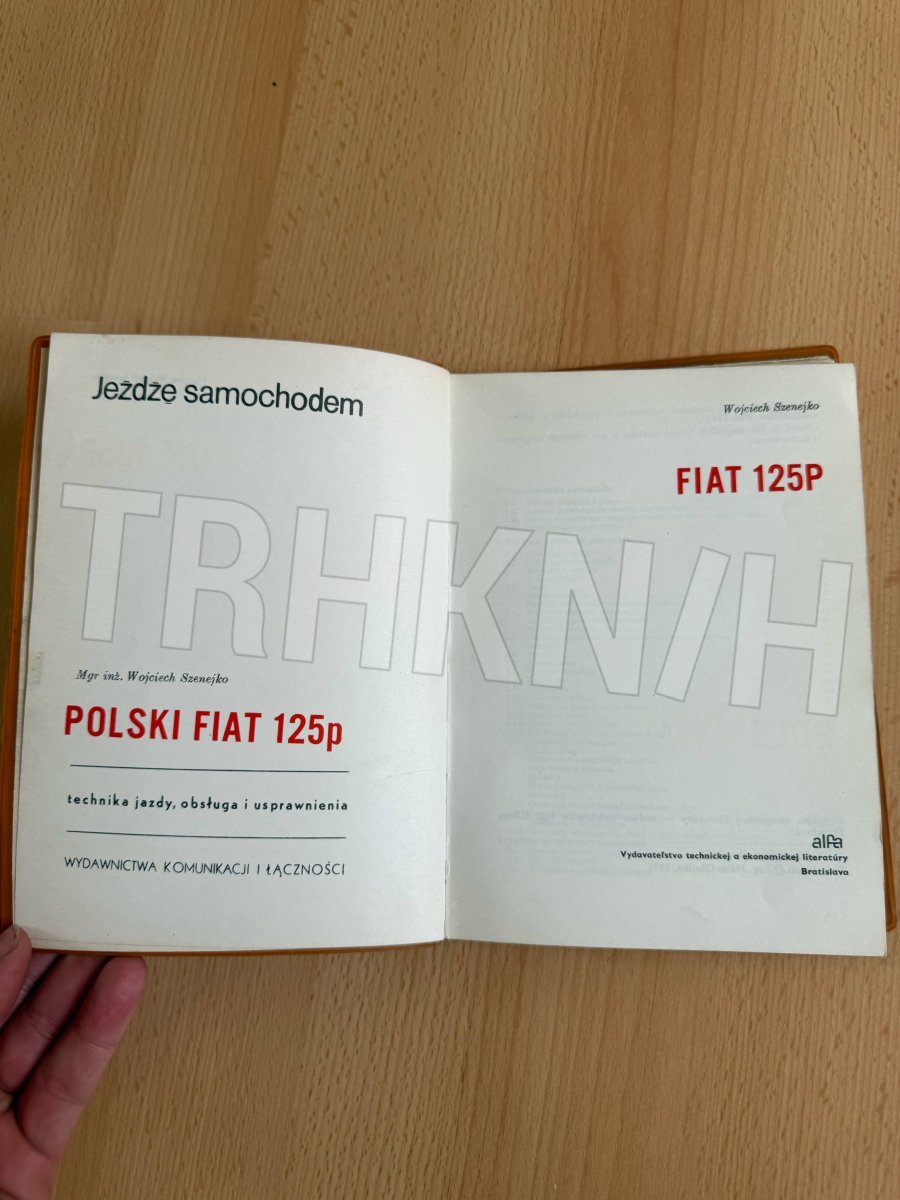 Jeżdżę samochodem
Mgr inż. Wojciech Szenejko
POLSKI FIAT 125p
technika jazdy, obsługa i usprawnienia
WYDAWNICTWA KOMUNIKACJI I ŁĄCZNOŚCI
Wojciech Szenejko
FIAT 125P
alfa
Vydavateľstvo technickej a ekonomickej literatúry
Bratislava
TRHKN/H